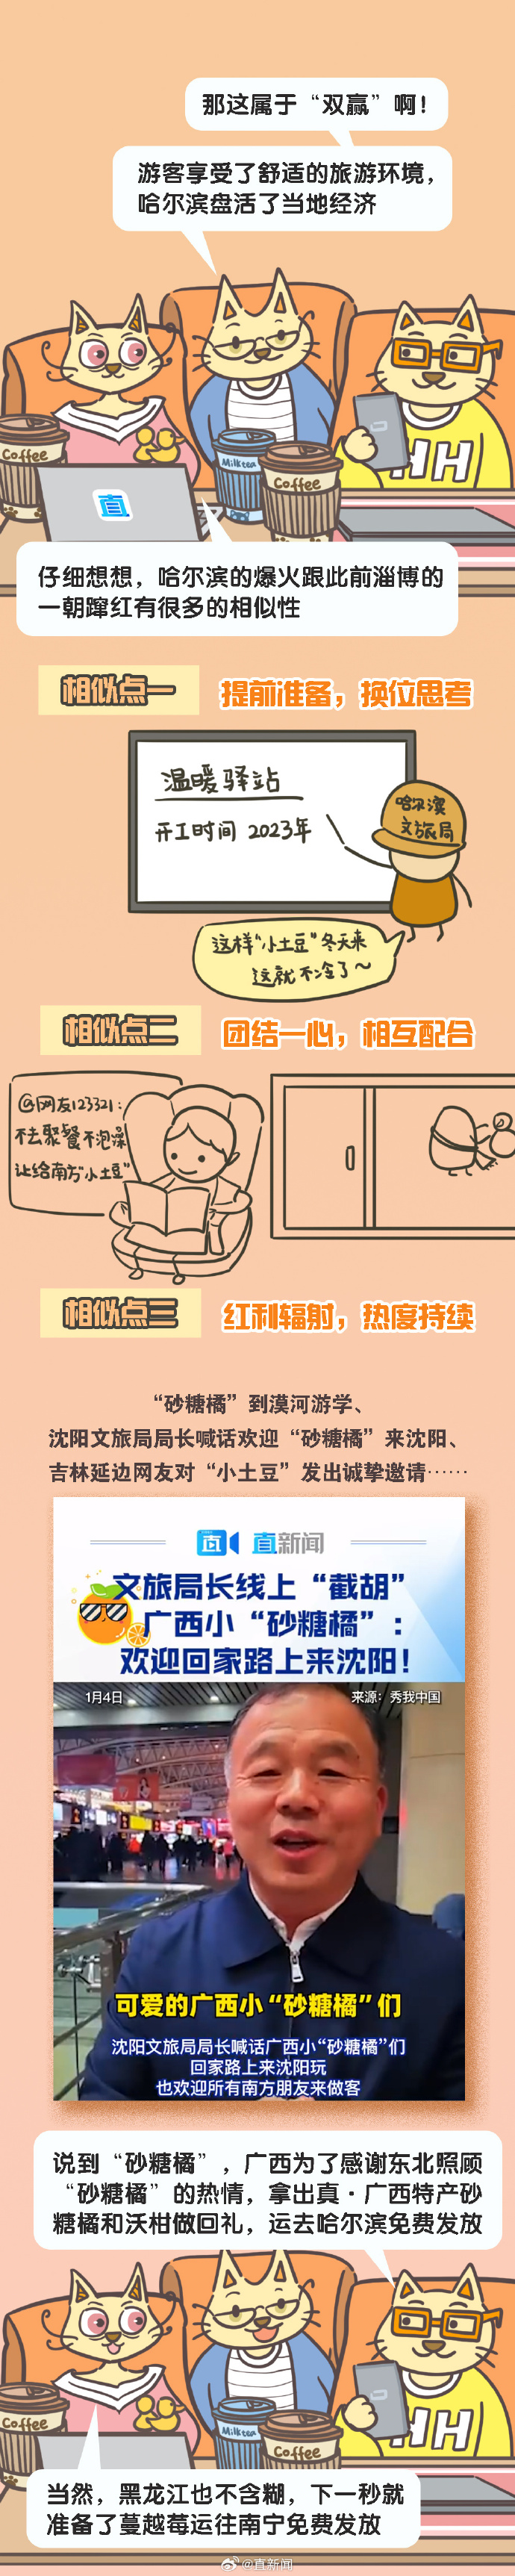 那这属于“双赢”啊！
游客享受了舒适的旅游环境，
哈尔滨盘活了当地经济
Coffee
Milk tea
Coffee
直
HH
仔细想想，哈尔滨的爆火跟此前淄博的
一朝蹿红有很多的相似性
相似点一
提前准备，换位思考
温暖驿站
开工时间 2023年
哈尔滨
文旅局
这样“小土豆”冬天来
这就不冷了～
相似点二
团结一心，相互配合
@网友123321：
不去聚餐不泡澡
让给南方“小土豆”
相似点三
红利辐射，热度持续
“砂糖橘”到漠河游学、
沈阳文旅局局长喊话欢迎“砂糖橘”来沈阳、
吉林延边网友对“小土豆”发出诚挚邀请……
直 直新闻
文旅局长线上“截胡”
广西小“砂糖橘”：
欢迎回家路上来沈阳！
1月4日
来源：秀我中国
可爱的广西小“砂糖橘”们
沈阳文旅局局长喊话广西小“砂糖橘”们
回家路上来沈阳玩
也欢迎所有南方朋友来做客
说到“砂糖橘”，广西为了感谢东北照顾
“砂糖橘”的热情，拿出真·广西特产砂
糖橘和沃柑做回礼，运去哈尔滨免费发放
Coffee
Milk tea
Coffee
HH
当然，黑龙江也不含糊，下一秒就
准备了蔓越莓运往南宁免费发放
@直新闻